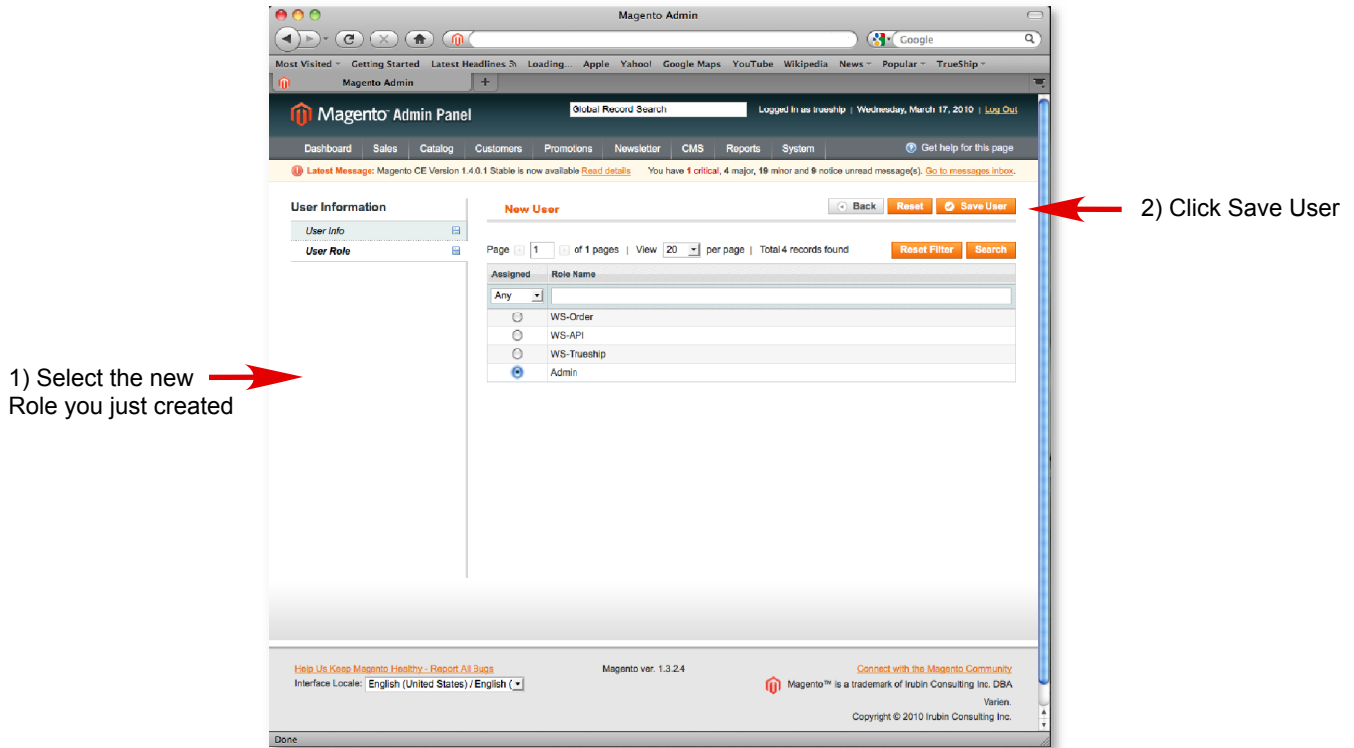 Magento Admin
Google
Most Visited Getting Started Latest Headlines Loading... Apple Yahoo! Google Maps YouTube Wikipedia News Popular TrueShip
Magento Admin +
Magento™ Admin Panel
Global Record Search
Logged in as trueship | Wednesday, March 17, 2010 | Log Out
Dashboard Sales Catalog Customers Promotions Newsletter CMS Reports System
Get help for this page
Latest Message: Magento CE Version 1.4.0.1 Stable is now available Read details You have 1 critical, 4 major, 19 minor and 9 notice unread message(s). Go to messages inbox.
User Information
User Info
User Role
New User
Back Reset Save User
2) Click Save User
Page 1 of 1 pages | View 20 per page | Total 4 records found
Reset Filter Search
Assigned Role Name
Any
WS-Order
WS-API
WS-Trueship
Admin
1) Select the new
Role you just created
Help Us Keep Magento Healthy - Report All Bugs
Interface Locale: English (United States) / English (
Magento ver. 1.3.2.4
Connect with the Magento Community
Magento™ is a trademark of Irubin Consulting Inc. DBA
Varien.
Copyright © 2010 Irubin Consulting Inc.
Done